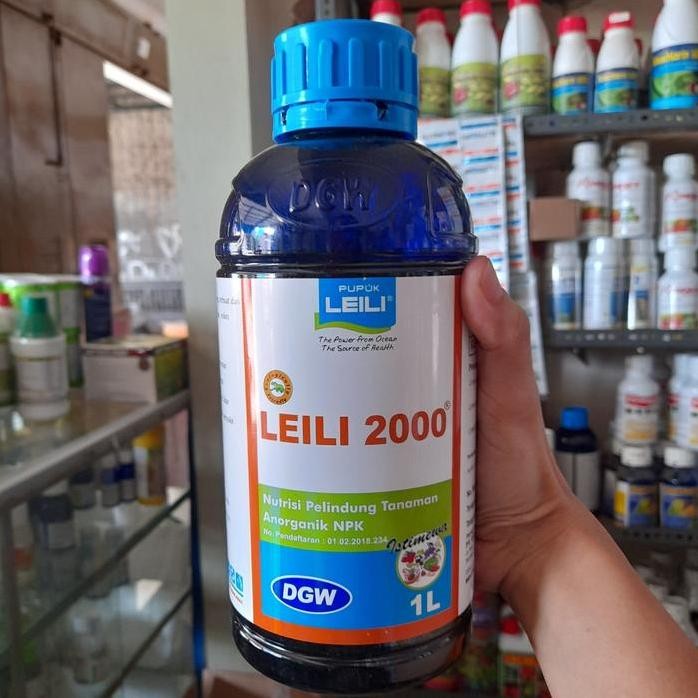 DGW
PUPUK
LEILI®
The Power from Ocean
The Source of Health
LEILI 2000®
Nutrisi Pelindung Tanaman
Anorganik NPK
No. Pendaftaran : 01.02.2018.234
Istimewa
DGW
1L